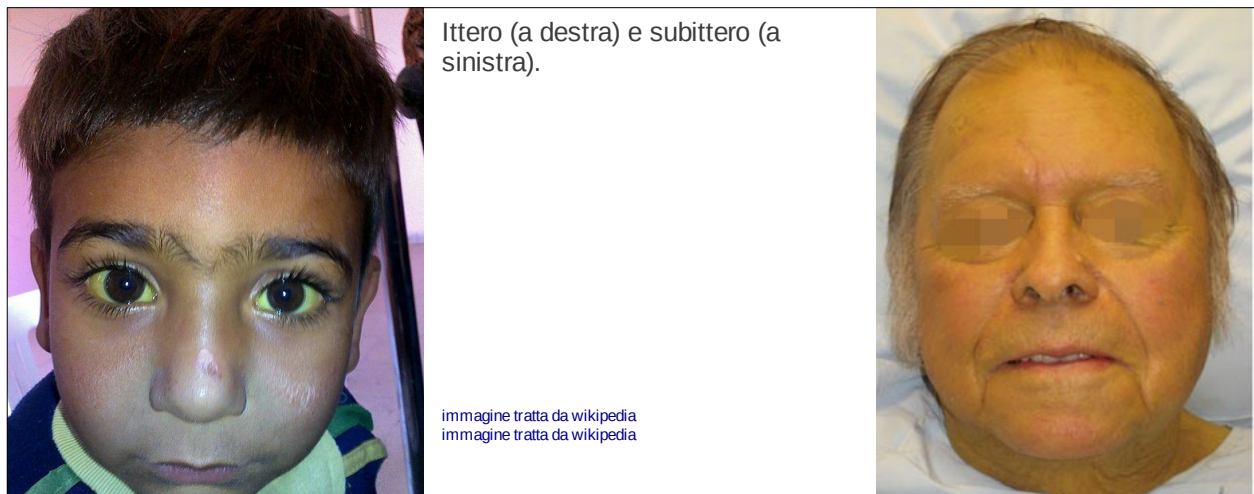 Ittero (a destra) e subittero (a
sinistra).
immagine tratta da wikipedia
immagine tratta da wikipedia